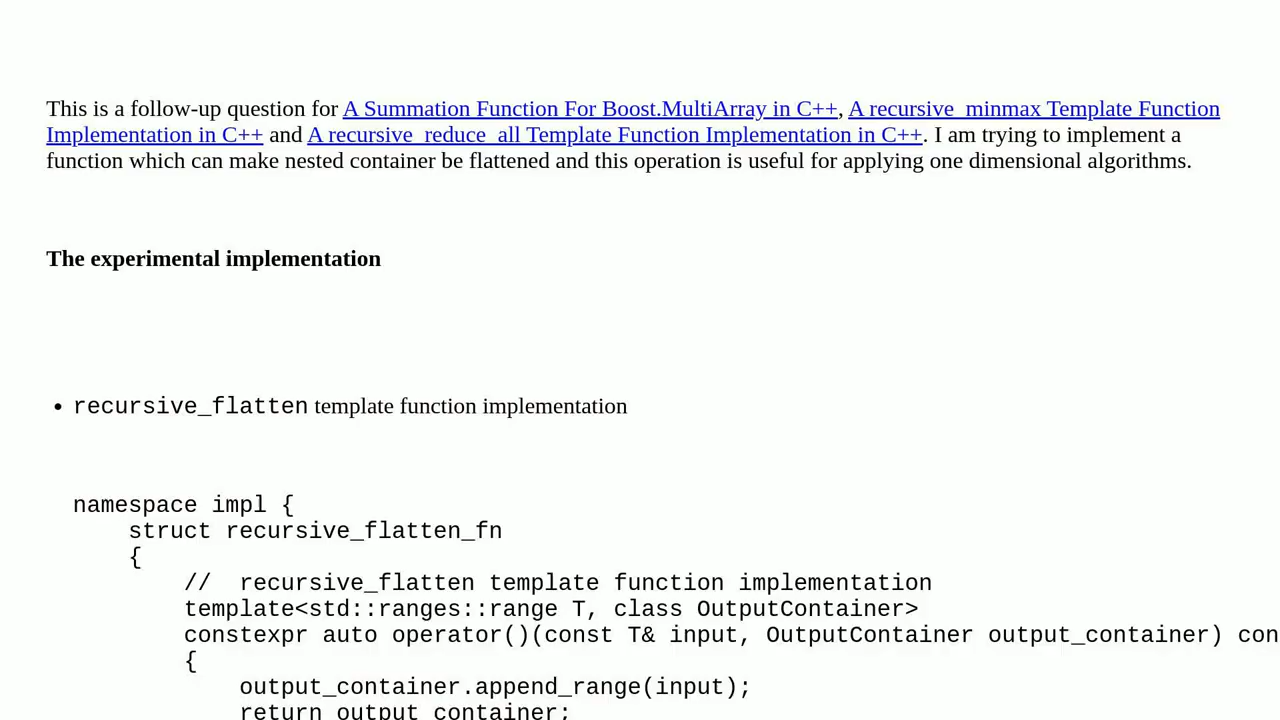 This is a follow-up question for A Summation Function For Boost.MultiArray in C++, A recursive_minmax Template Function
Implementation in C++ and A recursive_reduce_all Template Function Implementation in C++. I am trying to implement a
function which can make nested container be flattened and this operation is useful for applying one dimensional algorithms.
The experimental implementation
• recursive_flatten template function implementation
namespace impl {
    struct recursive_flatten_fn
    {
        //  recursive_flatten template function implementation
        template<std::ranges::range T, class OutputContainer>
        constexpr auto operator()(const T& input, OutputContainer output_container) con
        {
            output_container.append_range(input);
            return output_container;